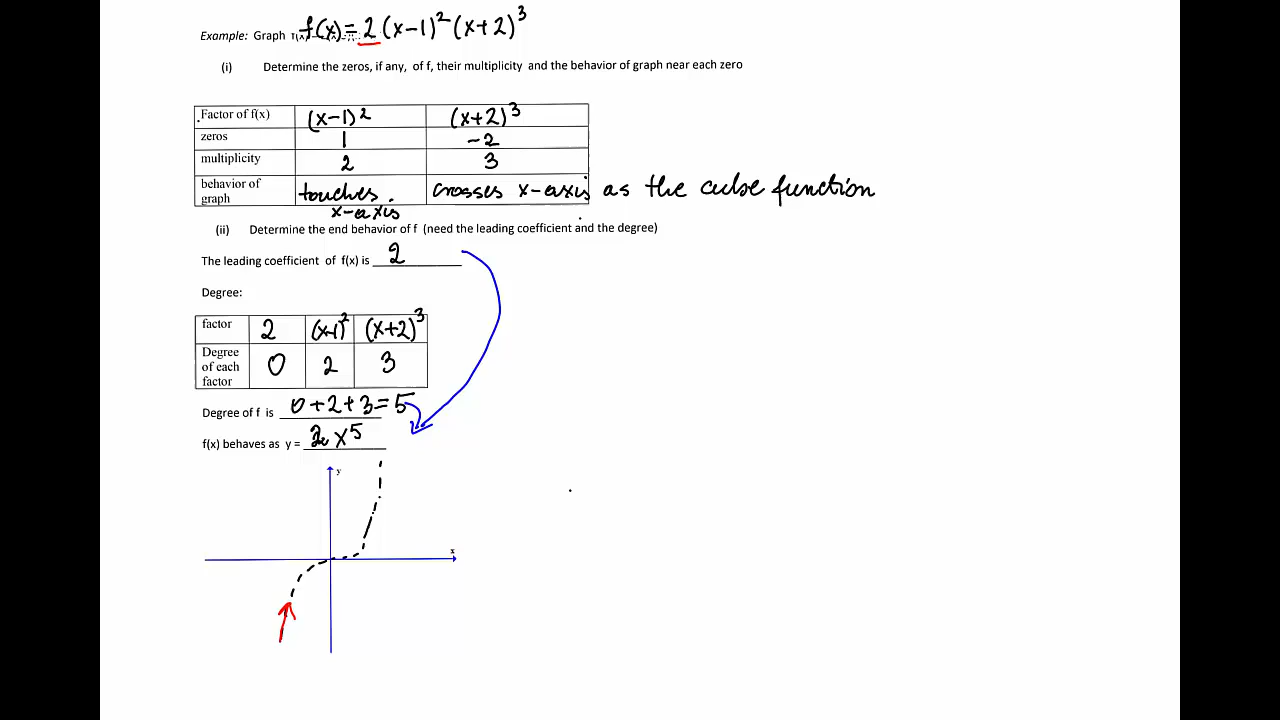 Example: Graph f(x) = 2(x-1)²(x+2)³
(i) Determine the zeros, if any, of f, their multiplicity and the behavior of graph near each zero
Factor of f(x) (x-1)² (x+2)³
zeros 1 -2
multiplicity 2 3
behavior of graph touches x-axis crosses x-axis as the cube function
(ii) Determine the end behavior of f (need the leading coefficient and the degree)
The leading coefficient of f(x) is 2
Degree:
factor 2 (x-1)² (x+2)³
Degree of each factor 0 2 3
Degree of f is 0+2+3=5
f(x) behaves as y = 2x⁵
y
x